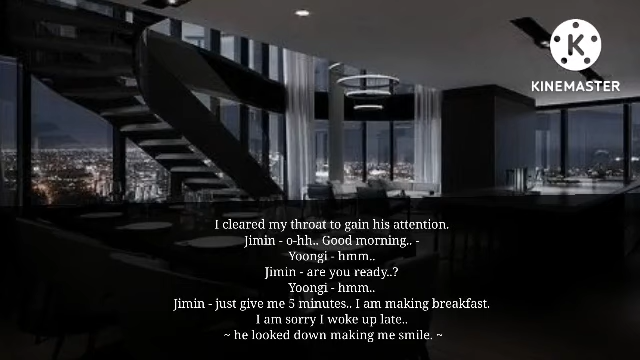 KINEMASTER
I cleared my throat to gain his attention.
Jimin - o-hh.. Good morning.. -
Yoongi - hmm..
Jimin - are you ready..?
Yoongi - hmm..
Jimin - just give me 5 minutes.. I am making breakfast.
I am sorry I woke up late..
~ he looked down making me smile. ~